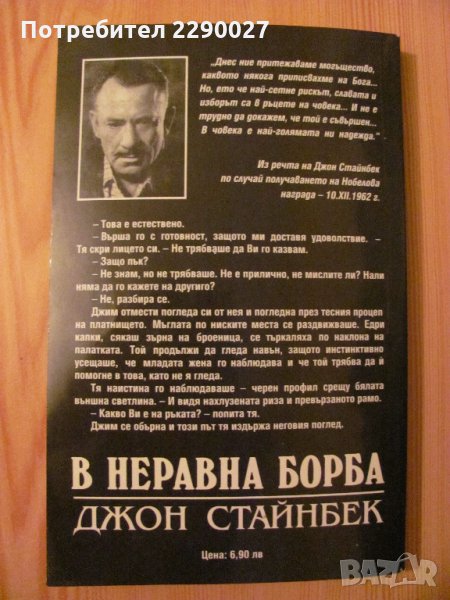 Потребител 2290027
„Днес ние притежаваме могъщество,
каквото някога приписвахме на Бога...
Но, ето че най-сетне рискът, славата и
изборът са в ръцете на човека... И не е
трудно да докажем, че той е съвършен...
В човека е най-голямата ни надежда.“
Из речта на Джон Стайнбек
по случай получаването на Нобелова
награда – 10.XII.1962 г.
– Това е естествено.
– Върша го с готовност, защото ми доставя удоволствие. –
Тя скри лицето си. – Не трябваше да Ви го казвам.
– Защо пък?
– Не знам, но не трябваше. Не е прилично, не мислите ли? Нали
няма да го кажете на другиго?
– Не, разбира се.
Джим отмести погледа си от нея и погледна през тесния процеп
на платнището. Мъглата по ниските места се раздвижваше. Едри
капки, сякаш зърна на броеница, се търкаляха по наклона на
палатката. Той продължи да гледа навън, защото инстинктивно
усещаше, че младата жена го наблюдава и че той трябва да ѝ
помогне в това, като не я гледа.
Тя наистина го наблюдаваше – черен профил срещу бялата
външна светлина. – И видя нахлузената риза и превързаното рамо.
– Какво Ви е на ръката? – попита тя.
Джим се обърна и този път тя издържа неговия поглед.
В НЕРАВНА БОРБА
ДЖОН СТАЙНБЕК
Цена: 6,90 лв
BAZAR